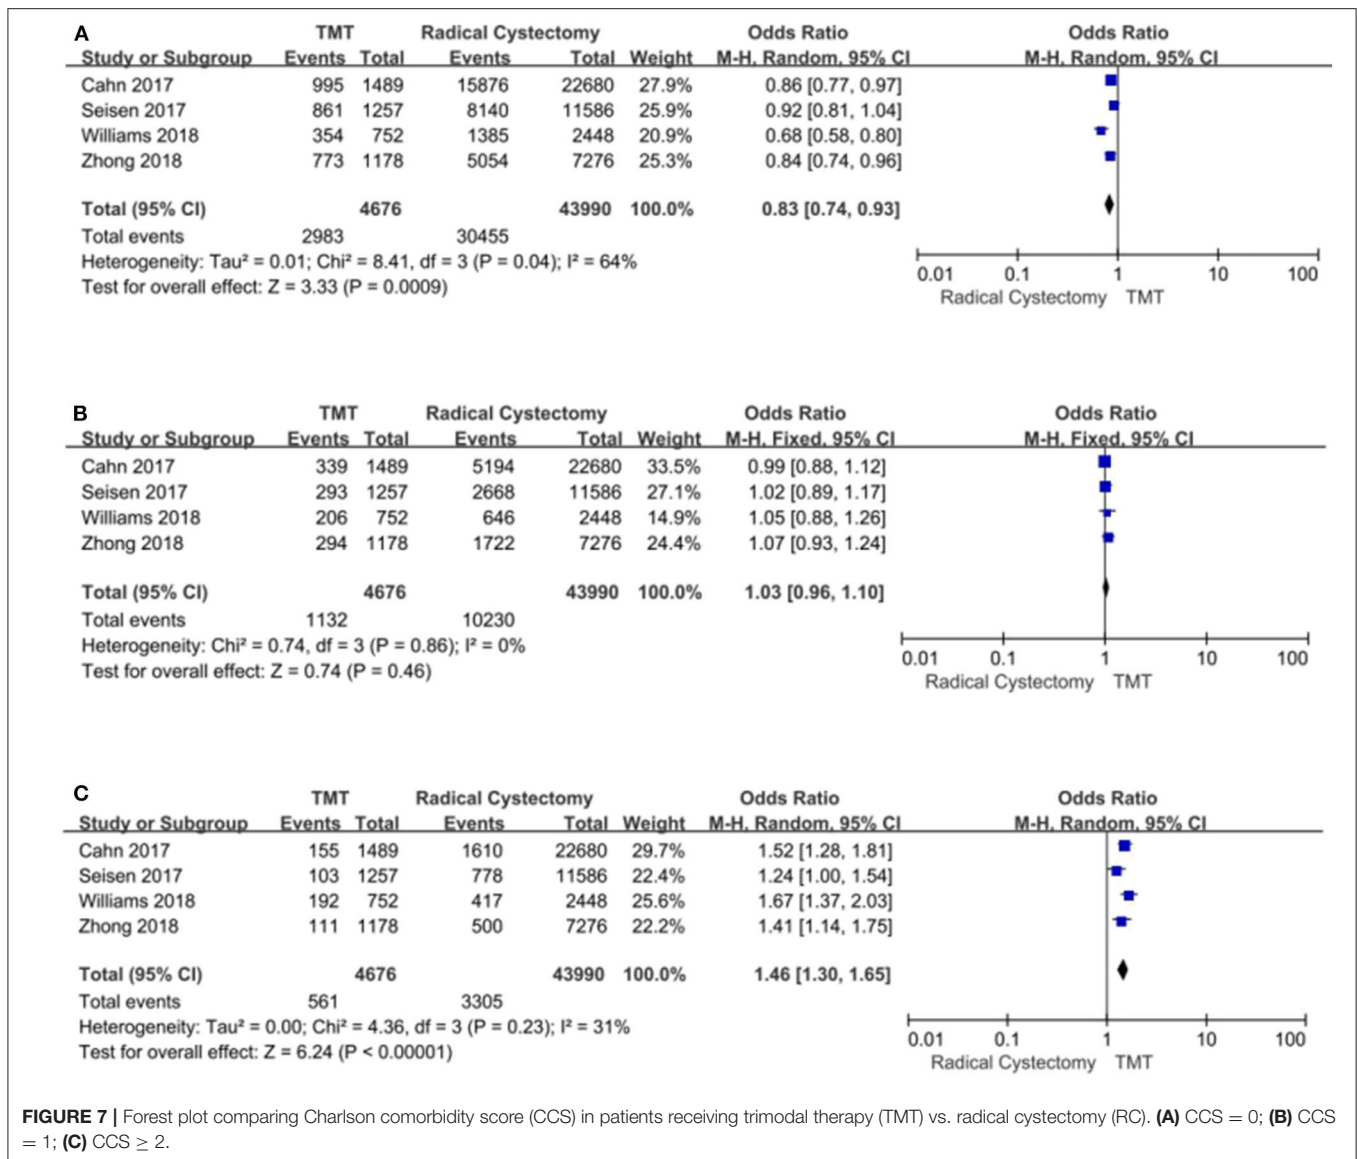 A
TMT Radical Cystectomy Odds Ratio Odds Ratio
Study or Subgroup Events Total Events Total Weight M-H, Random, 95% CI M-H, Random, 95% CI
Cahn 2017 995 1489 15876 22680 27.9% 0.86 [0.77, 0.97]
Seisen 2017 861 1257 8140 11586 25.9% 0.92 [0.81, 1.04]
Williams 2018 354 752 1385 2448 20.9% 0.68 [0.58, 0.80]
Zhong 2018 773 1178 5054 7276 25.3% 0.84 [0.74, 0.96]
Total (95% CI) 4676 43990 100.0% 0.83 [0.74, 0.93]
Total events 2983 30455
Heterogeneity: Tau² = 0.01; Chi² = 8.41, df = 3 (P = 0.04); I² = 64%
Test for overall effect: Z = 3.33 (P = 0.0009)
0.01 0.1 1 10 100
Radical Cystectomy TMT
B
TMT Radical Cystectomy Odds Ratio Odds Ratio
Study or Subgroup Events Total Events Total Weight M-H, Fixed, 95% CI M-H, Fixed, 95% CI
Cahn 2017 339 1489 5194 22680 33.5% 0.99 [0.88, 1.12]
Seisen 2017 293 1257 2668 11586 27.1% 1.02 [0.89, 1.17]
Williams 2018 206 752 646 2448 14.9% 1.05 [0.88, 1.26]
Zhong 2018 294 1178 1722 7276 24.4% 1.07 [0.93, 1.24]
Total (95% CI) 4676 43990 100.0% 1.03 [0.96, 1.10]
Total events 1132 10230
Heterogeneity: Chi² = 0.74, df = 3 (P = 0.86); I² = 0%
Test for overall effect: Z = 0.74 (P = 0.46)
0.01 0.1 1 10 100
Radical Cystectomy TMT
C
TMT Radical Cystectomy Odds Ratio Odds Ratio
Study or Subgroup Events Total Events Total Weight M-H, Random, 95% CI M-H, Random, 95% CI
Cahn 2017 155 1489 1610 22680 29.7% 1.52 [1.28, 1.81]
Seisen 2017 103 1257 778 11586 22.4% 1.24 [1.00, 1.54]
Williams 2018 192 752 417 2448 25.6% 1.67 [1.37, 2.03]
Zhong 2018 111 1178 500 7276 22.2% 1.41 [1.14, 1.75]
Total (95% CI) 4676 43990 100.0% 1.46 [1.30, 1.65]
Total events 561 3305
Heterogeneity: Tau² = 0.00; Chi² = 4.36, df = 3 (P = 0.23); I² = 31%
Test for overall effect: Z = 6.24 (P < 0.00001)
0.01 0.1 1 10 100
Radical Cystectomy TMT
FIGURE 7 | Forest plot comparing Charlson comorbidity score (CCS) in patients receiving trimodal therapy (TMT) vs. radical cystectomy (RC). (A) CCS = 0; (B) CCS
= 1; (C) CCS ≥ 2.